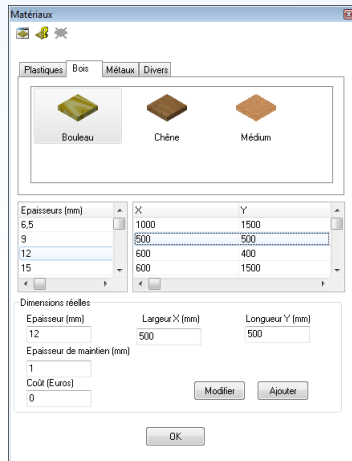 Matériaux
Plastiques Bois Métaux Divers
Bouleau Chêne Médium
Epaisseurs (mm) X Y
6,5 1000 1500
9 500 500
12 600 400
15 600 1500
Dimensions réelles
Epaisseur (mm) Largeur X (mm) Longueur Y (mm)
12 500 500
Epaisseur de maintien (mm)
1
Coût (Euros)
0 Modifier Ajouter
OK